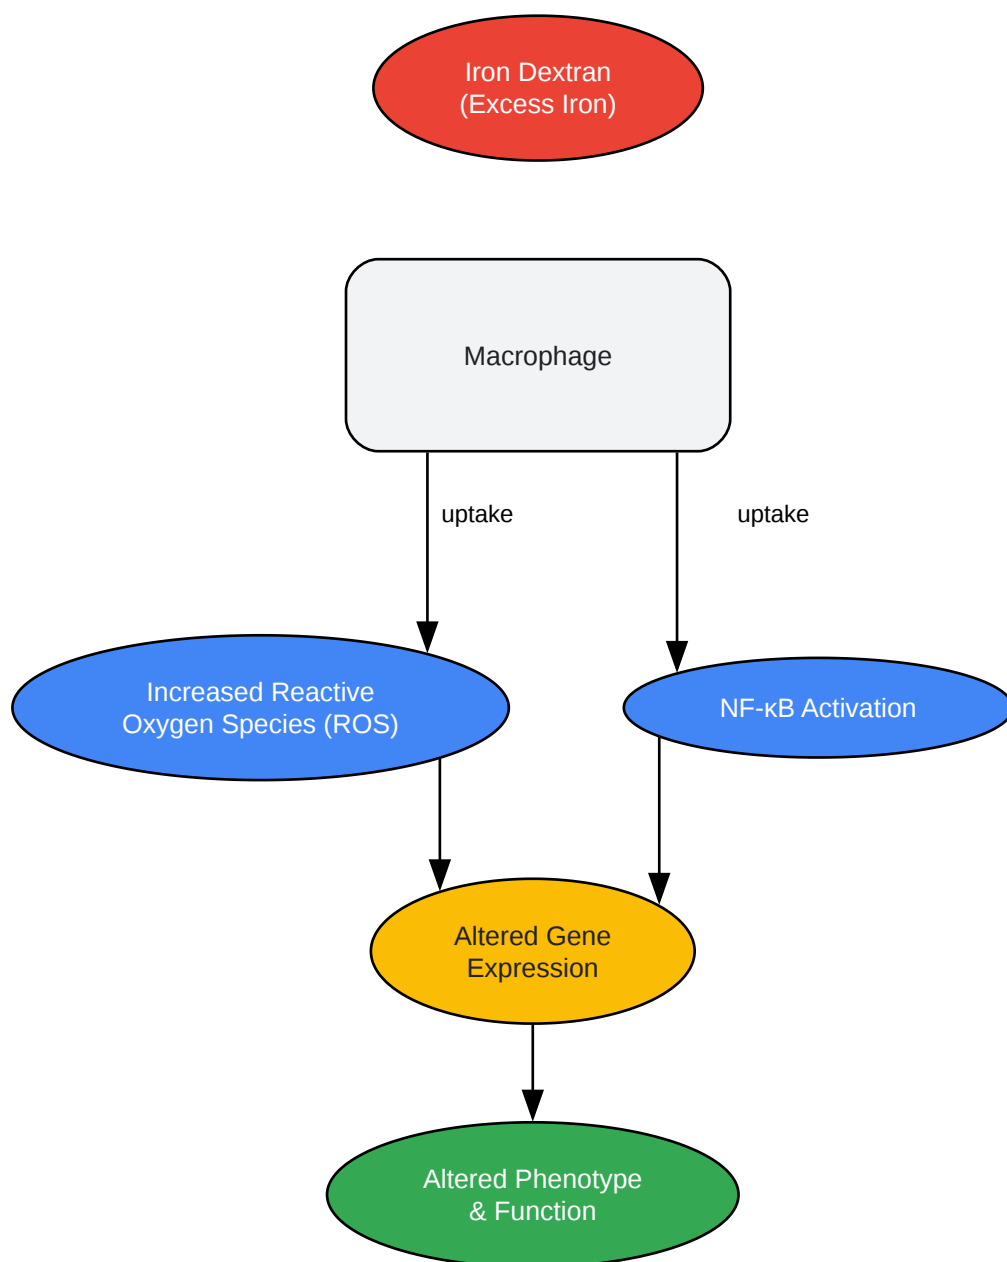 Iron Dextran
(Excess Iron)
Macrophage
uptake
uptake
Increased Reactive
Oxygen Species (ROS)
NF-κB Activation
Altered Gene
Expression
Altered Phenotype
& Function